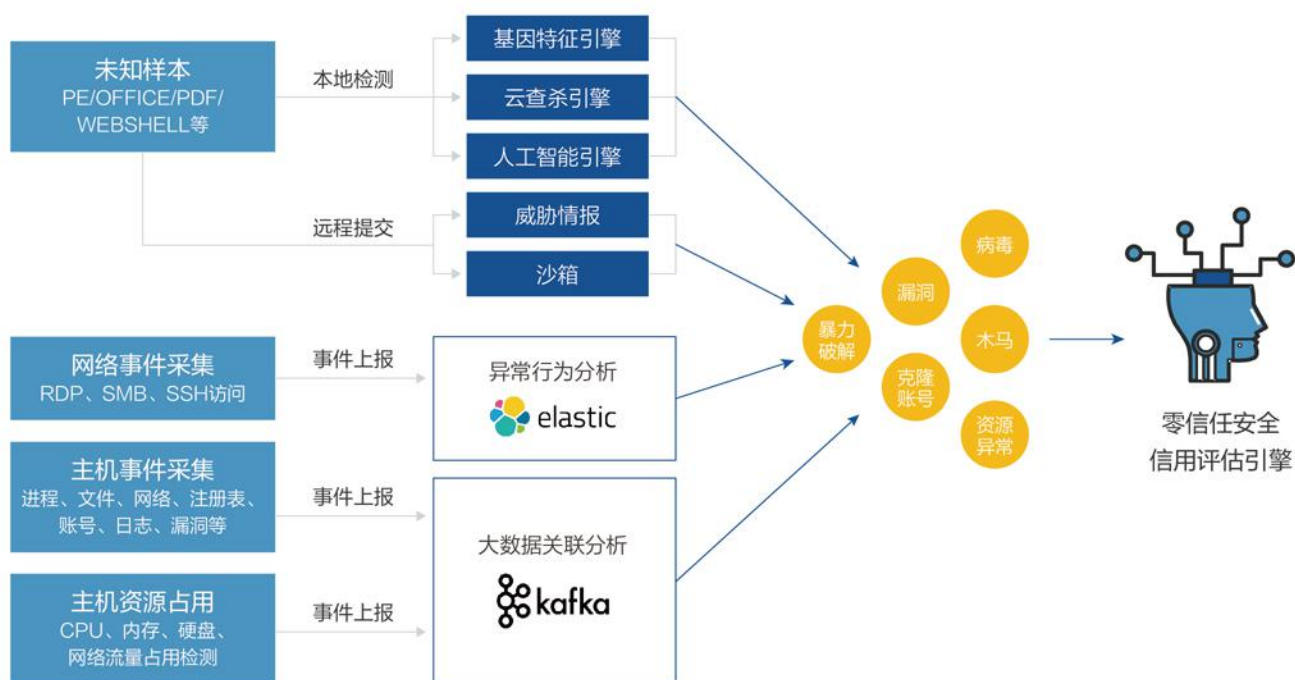 未知样本
PE/OFFICE/PDF/
WEBSHELL等
本地检测
基因特征引擎
云查杀引擎
人工智能引擎
远程提交
威胁情报
沙箱
网络事件采集
RDP、SMB、SSH访问
事件上报
异常行为分析
elastic
主机事件采集
进程、文件、网络、注册表、
账号、日志、漏洞等
事件上报
大数据关联分析
kafka
主机资源占用
CPU、内存、硬盘、
网络流量占用检测
事件上报
暴力
破解
漏洞
克隆
账号
病毒
木马
资源
异常
零信任安全
信用评估引擎